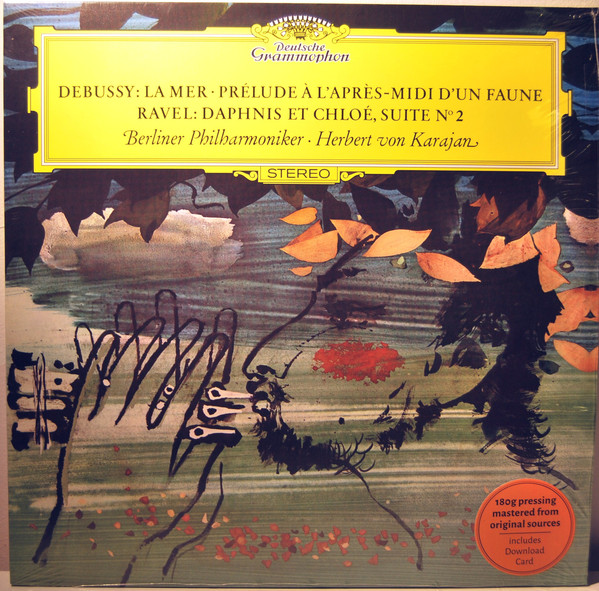 Deutsche
Grammophon
DEBUSSY: LA MER · PRÉLUDE À L'APRÈS-MIDI D'UN FAUNE
RAVEL: DAPHNIS ET CHLOÉ, SUITE Nº 2
Berliner Philharmoniker · Herbert von Karajan
STEREO
180g pressing
mastered from
original sources
includes
Download
Card